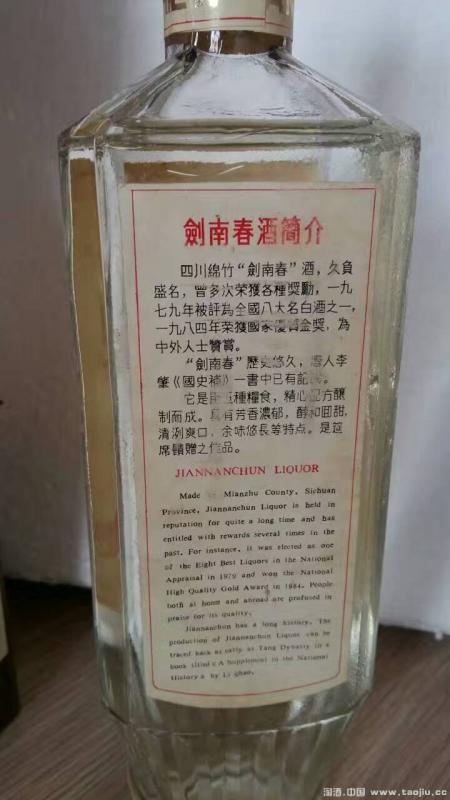 劍南春酒簡介
四川綿竹“劍南春”酒，久負
盛名，曾多次荣獲各種獎勵，一九
七九年被評為全國八大名白酒之一，
一九八四年荣獲國家優質金獎，為
中外人士贊賞。
“劍南春”歷史悠久，唐人李
肇《國史補》一書中已有記
它是用五種糧食，精心配方釀
制而成。具有芳香濃郁，醇和回甜，
清洌爽口，余味悠長等特点。是筵
席饋贈之作品。
JIANNANCHUN LIQUOR
Made in Mianzhu County, Sichuan
Province, Jiannanchun Liquor is held in
reputation for quite a long time and has
entitled with rewards several times in the
past. For instance, it was elected as one
of the Eight Best Liquors in the National
Appraisal in 1979 and won the National
High Quality Gold Award in 1984. People
both at home and abroad are profused in
praise for its quality.
Jiannanchun has a long history. The
production of Jiannanchun Liquor can be
traced back as early as Tang Dynasty in a
book titled A Supplement to the National
History by Li Zhao.
淘酒.中国 www.taojiu.cc